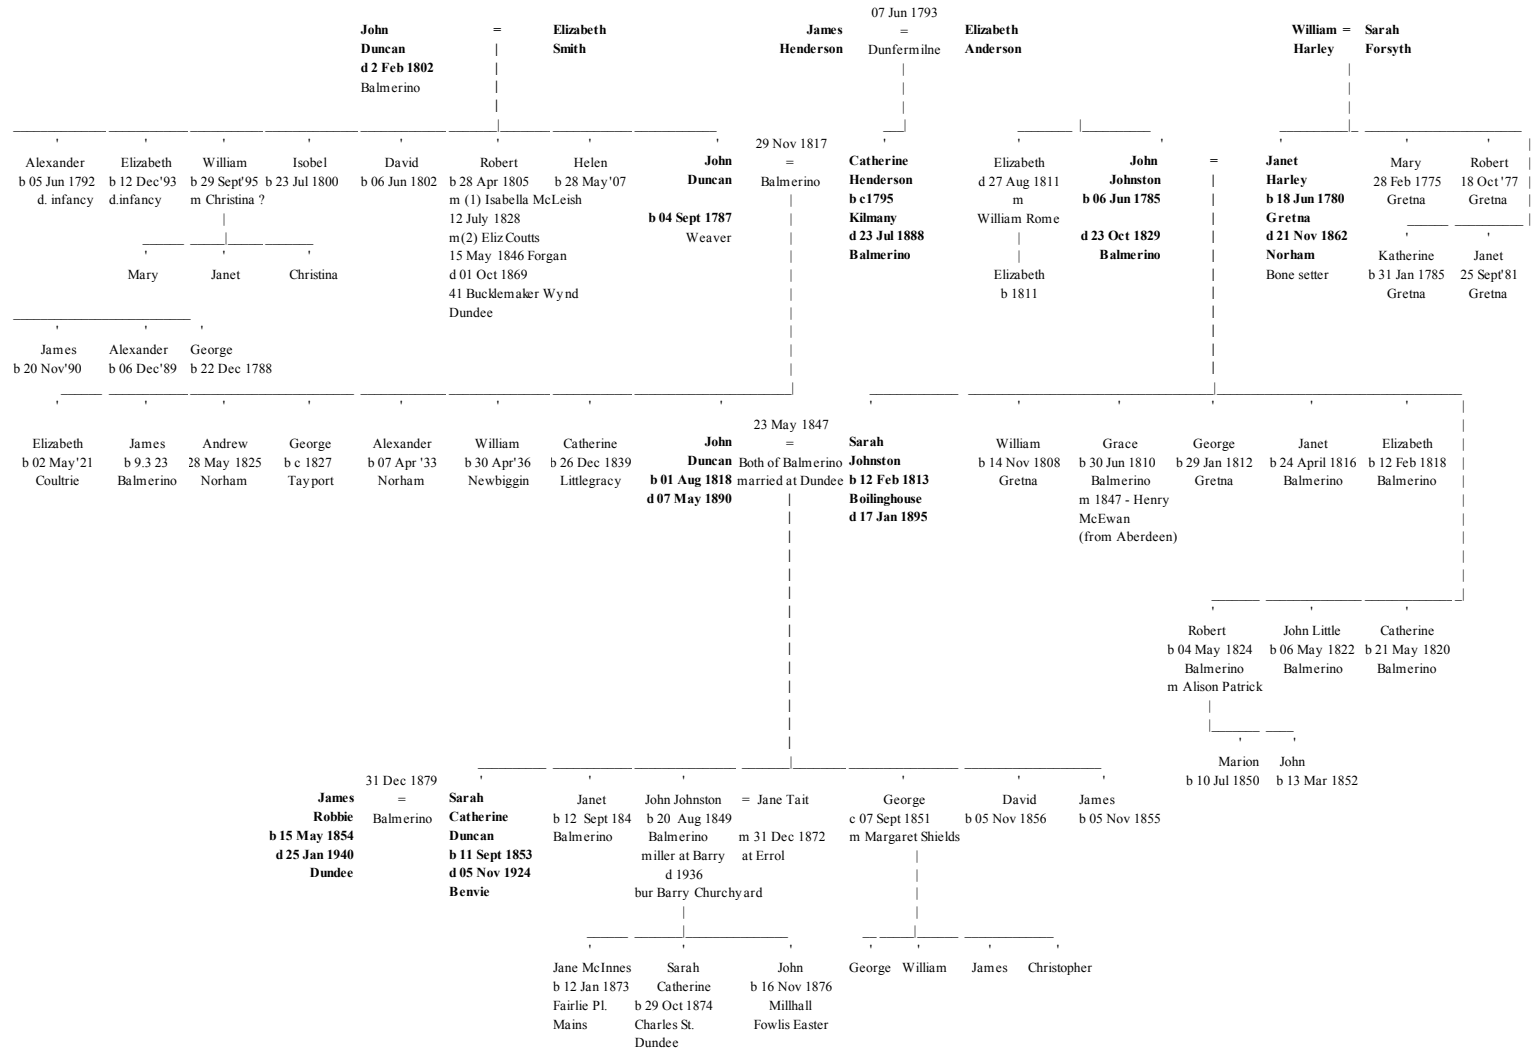 07 Jun 1793
John = Elizabeth James = Elizabeth William = Sarah
Duncan Smith Henderson Dunfermilne Anderson Harley Forsyth
d 2 Feb 1802
Balmerino
29 Nov 1817
Alexander Elizabeth William Isobel David Robert Helen John = Catherine Elizabeth John = Janet Mary Robert
b 05 Jun 1792 b 12 Dec'93 b 29 Sept'95 b 23 Jul 1800 b 06 Jun 1802 b 28 Apr 1805 b 28 May'07 Duncan Balmerino Henderson d 27 Aug 1811 Johnston Harley 28 Feb 1775 18 Oct '77
d. infancy d.infancy m Christina ? m (1) Isabella McLeish b c1795 m b 06 Jun 1785 b 18 Jun 1780 Gretna Gretna
12 July 1828 b 04 Sept 1787 Kilmany William Rome Gretna
m(2) Eliz Coutts Weaver d 23 Jul 1888 d 23 Oct 1829 d 21 Nov 1862
15 May 1846 Forgan Balmerino Balmerino Norham Katherine Janet
Mary Janet Christina d 01 Oct 1869 Elizabeth Bone setter b 31 Jan 1785 25 Sept'81
41 Bucklemaker Wynd b 1811 Gretna Gretna
Dundee
James Alexander George
b 20 Nov'90 b 06 Dec'89 b 22 Dec 1788
23 May 1847
Elizabeth James Andrew George Alexander William Catherine John = Sarah William Grace George Janet Elizabeth
b 02 May'21 b 9.3 23 28 May 1825 b c 1827 b 07 Apr '33 b 30 Apr'36 b 26 Dec 1839 Duncan Both of Balmerino Johnston b 14 Nov 1808 b 30 Jun 1810 b 29 Jan 1812 b 24 April 1816 b 12 Feb 1818
Coultrie Balmerino Norham Tayport Norham Newbiggin Littlegracy b 01 Aug 1818 married at Dundee b 12 Feb 1813 Gretna Balmerino Gretna Balmerino Balmerino
d 07 May 1890 Boilinghouse m 1847 - Henry
d 17 Jan 1895 McEwan
(from Aberdeen)
Robert John Little Catherine
b 04 May 1824 b 06 May 1822 b 21 May 1820
Balmerino Balmerino Balmerino
m Alison Patrick
Marion John
b 10 Jul 1850 b 13 Mar 1852
31 Dec 1879
James = Sarah Janet John Johnston = Jane Tait George David James
Robbie Balmerino Catherine b 12 Sept 184 b 20 Aug 1849 c 07 Sept 1851 b 05 Nov 1856 b 05 Nov 1855
b 15 May 1854 Duncan Balmerino Balmerino m 31 Dec 1872 m Margaret Shields
d 25 Jan 1940 b 11 Sept 1853 miller at Barry at Errol
Dundee d 05 Nov 1924 d 1936
Benvie bur Barry Churchyard
Jane McInnes Sarah John George William James Christopher
b 12 Jan 1873 Catherine b 16 Nov 1876
Fairlie Pl. b 29 Oct 1874 Millhall
Mains Charles St. Fowlis Easter
Dundee